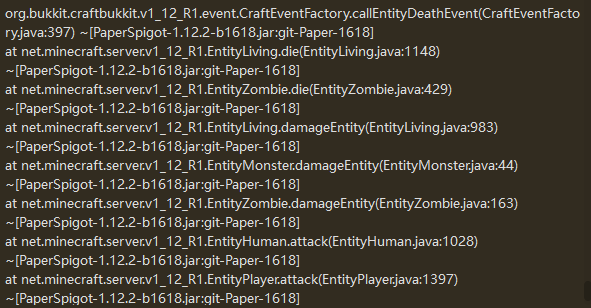 org.bukkit.craftbukkit.v1_12_R1.event.CraftEventFactory.callEntityDeathEvent(CraftEventFacto
ry.java:397) ~[PaperSpigot-1.12.2-b1618.jar:git-Paper-1618]
at net.minecraft.server.v1_12_R1.EntityLiving.die(EntityLiving.java:1148)
~[PaperSpigot-1.12.2-b1618.jar:git-Paper-1618]
at net.minecraft.server.v1_12_R1.EntityZombie.die(EntityZombie.java:429)
~[PaperSpigot-1.12.2-b1618.jar:git-Paper-1618]
at net.minecraft.server.v1_12_R1.EntityLiving.damageEntity(EntityLiving.java:983)
~[PaperSpigot-1.12.2-b1618.jar:git-Paper-1618]
at net.minecraft.server.v1_12_R1.EntityMonster.damageEntity(EntityMonster.java:44)
~[PaperSpigot-1.12.2-b1618.jar:git-Paper-1618]
at net.minecraft.server.v1_12_R1.EntityZombie.damageEntity(EntityZombie.java:163)
~[PaperSpigot-1.12.2-b1618.jar:git-Paper-1618]
at net.minecraft.server.v1_12_R1.EntityHuman.attack(EntityHuman.java:1028)
~[PaperSpigot-1.12.2-b1618.jar:git-Paper-1618]
at net.minecraft.server.v1_12_R1.EntityPlayer.attack(EntityPlayer.java:1397)
~[PaperSpigot-1.12.2-b1618.jar:git-Paper-1618]